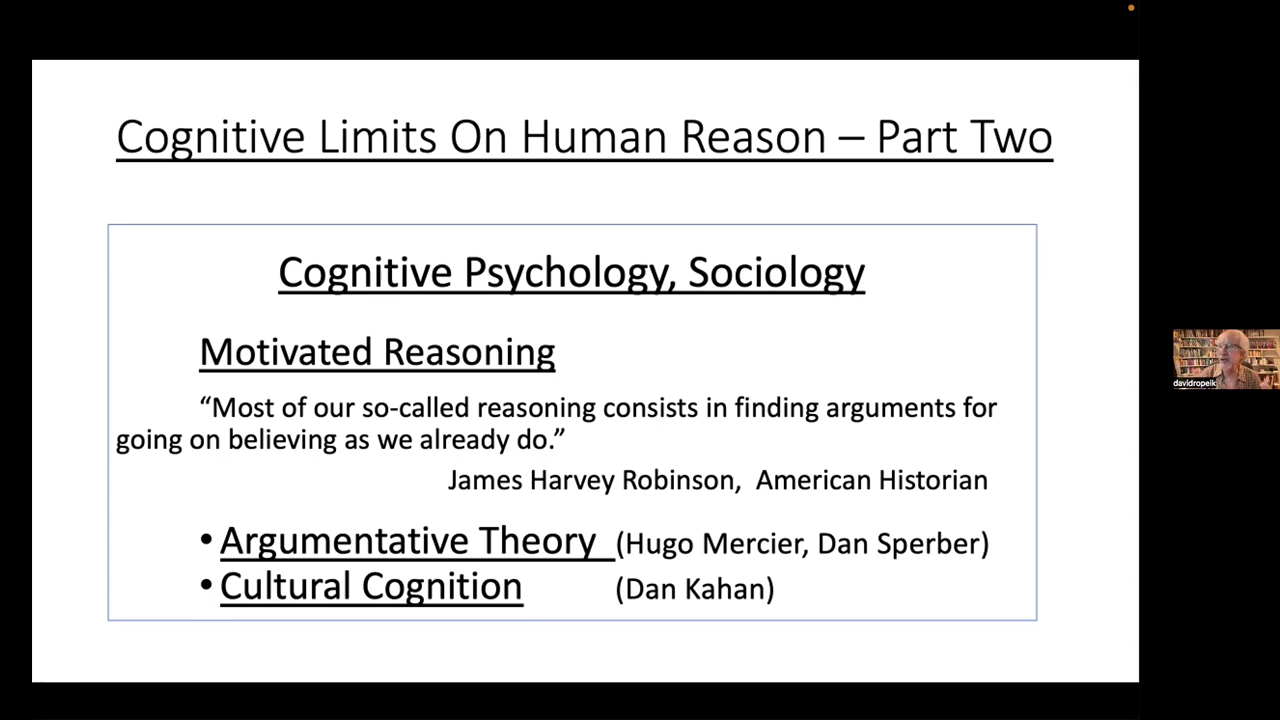 Cognitive Limits On Human Reason – Part Two
Cognitive Psychology, Sociology
Motivated Reasoning
“Most of our so-called reasoning consists in finding arguments for
going on believing as we already do.”
James Harvey Robinson, American Historian
• Argumentative Theory (Hugo Mercier, Dan Sperber)
• Cultural Cognition (Dan Kahan)
davidropeik